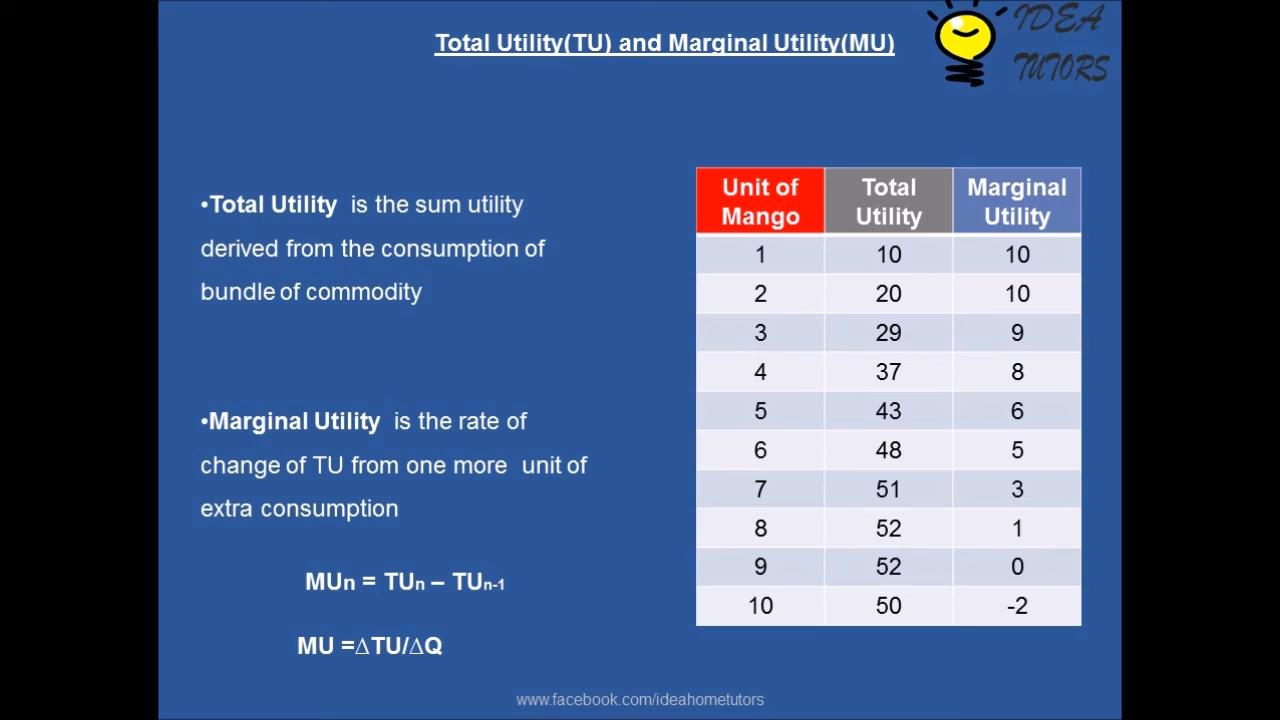 Total Utility(TU) and Marginal Utility(MU)
IDEA
TUTORS
•Total Utility is the sum utility
derived from the consumption of
bundle of commodity
•Marginal Utility is the rate of
change of TU from one more unit of
extra consumption
MUn = TUn – TUn-1
MU =∆TU/∆Q
Unit of Mango Total Utility Marginal Utility
1 10 10
2 20 10
3 29 9
4 37 8
5 43 6
6 48 5
7 51 3
8 52 1
9 52 0
10 50 -2
www.facebook.com/ideahometutors